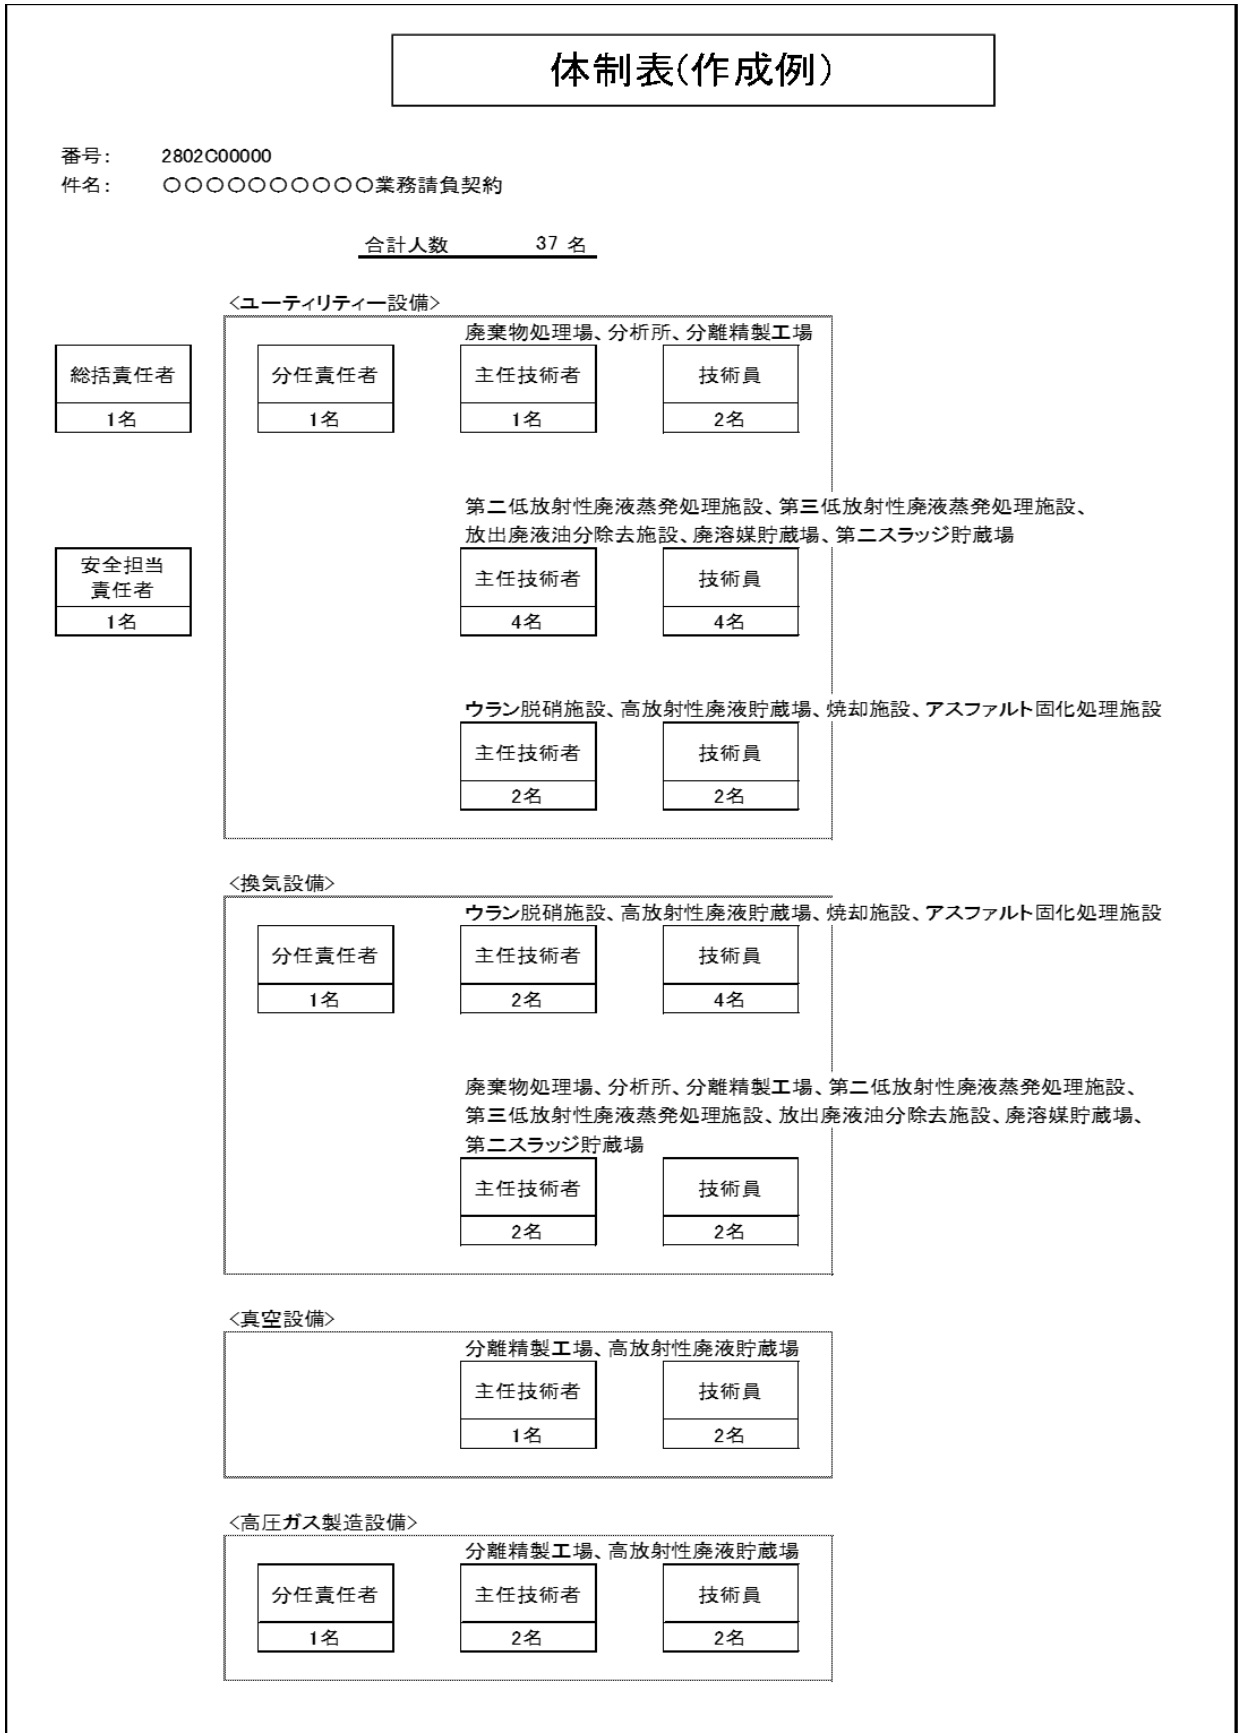 体制表(作成例)
番号: 2802C00000
件名: 〇〇〇〇〇〇〇〇〇〇業務請負契約
合計人数 37 名
<ユーティリティー設備>
廃棄物処理場、分析所、分離精製工場
総括責任者 分任責任者 主任技術者 技術員
1名 1名 1名 2名
第二低放射性廃液蒸発処理施設、第三低放射性廃液蒸発処理施設、
放出廃液油分除去施設、廃溶媒貯蔵場、第二スラッジ貯蔵場
安全担当
責任者 主任技術者 技術員
1名 4名 4名
ウラン脱硝施設、高放射性廃液貯蔵場、焼却施設、アスファルト固化処理施設
主任技術者 技術員
2名 2名
<換気設備>
ウラン脱硝施設、高放射性廃液貯蔵場、焼却施設、アスファルト固化処理施設
分任責任者 主任技術者 技術員
1名 2名 4名
廃棄物処理場、分析所、分離精製工場、第二低放射性廃液蒸発処理施設、
第三低放射性廃液蒸発処理施設、放出廃液油分除去施設、廃溶媒貯蔵場、
第二スラッジ貯蔵場
主任技術者 技術員
2名 2名
<真空設備>
分離精製工場、高放射性廃液貯蔵場
主任技術者 技術員
1名 2名
<高圧ガス製造設備>
分離精製工場、高放射性廃液貯蔵場
分任責任者 主任技術者 技術員
1名 2名 2名